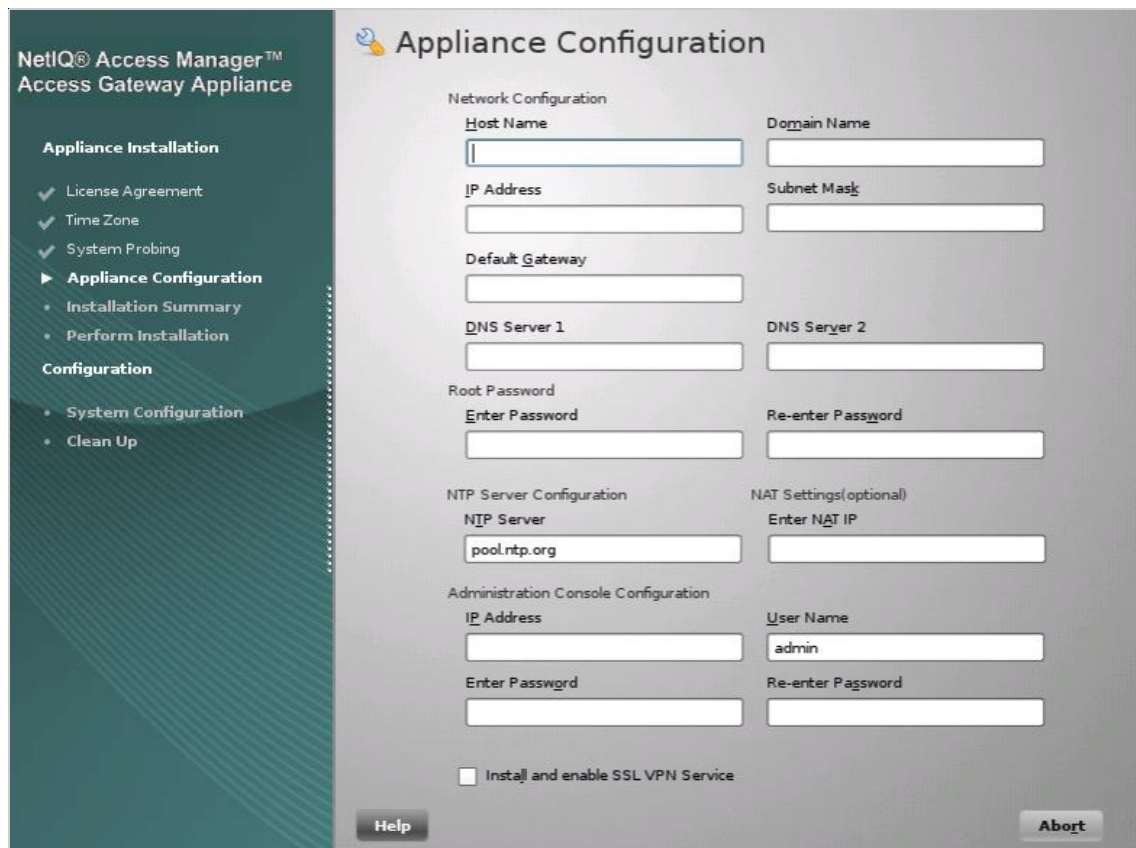 NetIQ® Access Manager™
Access Gateway Appliance
Appliance Installation
License Agreement
Time Zone
System Probing
Appliance Configuration
Installation Summary
Perform Installation
Configuration
System Configuration
Clean Up
Appliance Configuration
Network Configuration
Host Name
Domain Name
IP Address
Subnet Mask
Default Gateway
DNS Server 1
DNS Server 2
Root Password
Enter Password
Re-enter Password
NTP Server Configuration
NAT Settings(optional)
NTP Server
Enter NAT IP
pool.ntp.org
Administration Console Configuration
IP Address
User Name
admin
Enter Password
Re-enter Password
Install and enable SSL VPN Service
Help
Abort